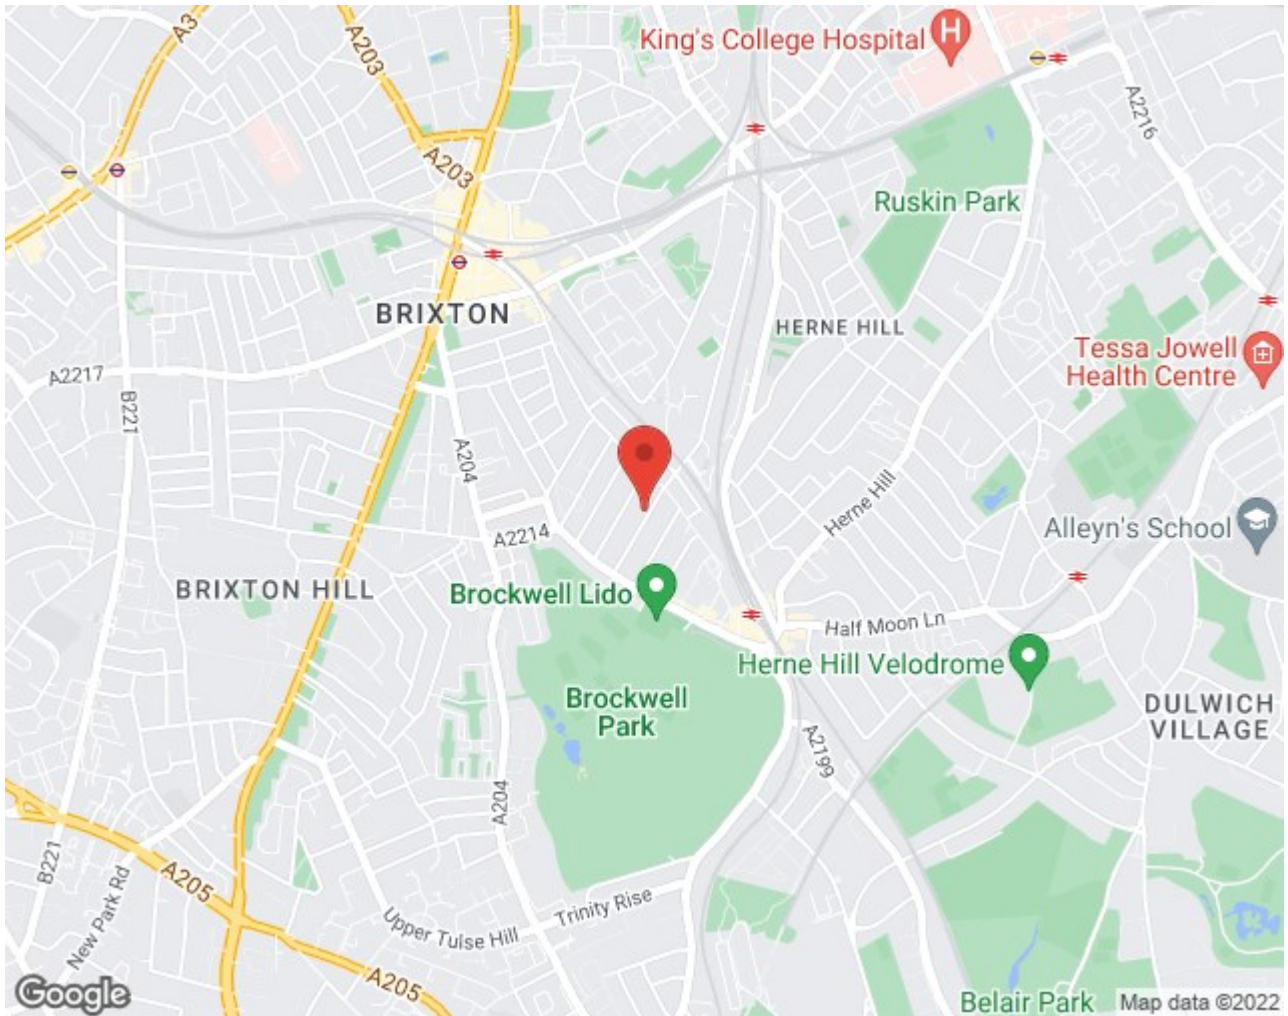 A3
A203
King's College Hospital
H
A2216
A203
Ruskin Park
BRIXTON
HERNE HILL
Tessa Jowell
Health Centre
A2217
B221
A204
Herne Hill
A2214
Alleyn's School
BRIXTON HILL
Brockwell Lido
Half Moon Ln
Herne Hill Velodrome
Brockwell
Park
DULWICH
VILLAGE
A2199
A204
B221
A205
New Park Rd
Trinity Rise
Upper Tulse Hill
A205
Google
Belair Park
Map data ©2022